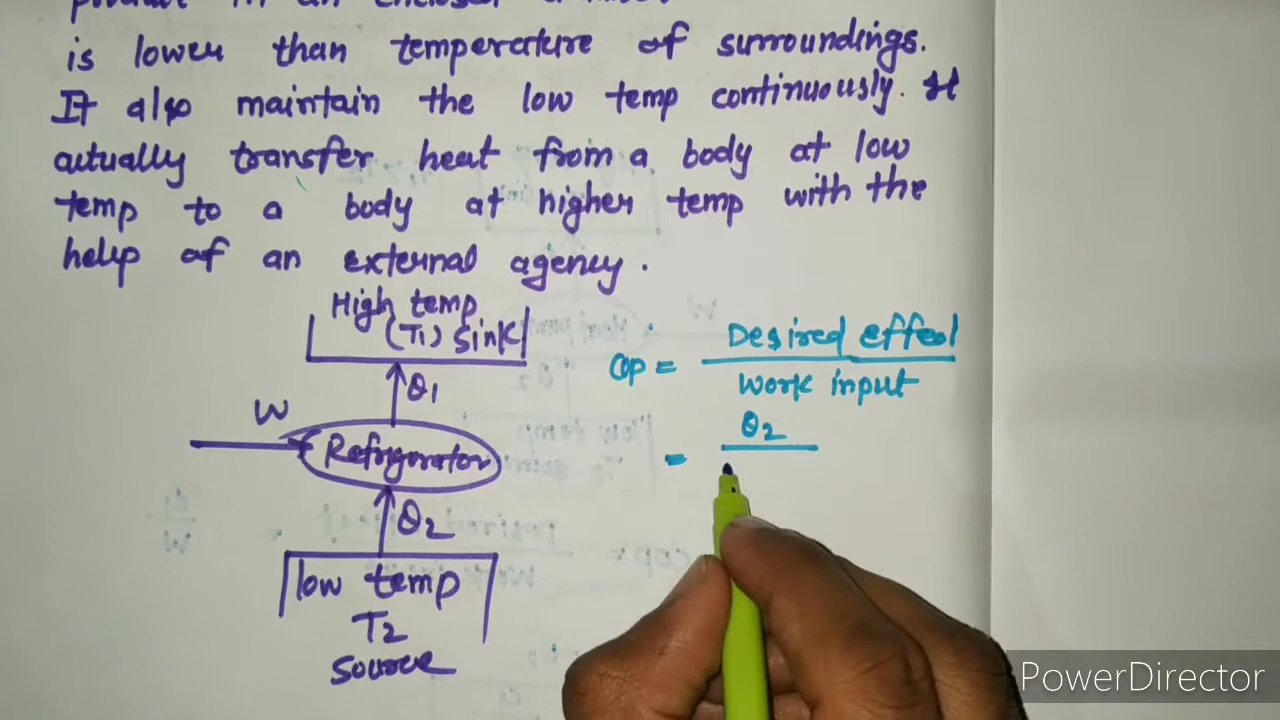 is lower than temperature of surroundings.
It also maintain the low temp continuously. It
actually transfer heat from a body at low
temp to a body at higher temp with the
help of an external agency.
High temp
(T1) Sink
Q1
W
Refrigerator
Q2
low temp
T2
Source
COP = Desired effect
Work input
= Q2
PowerDirector